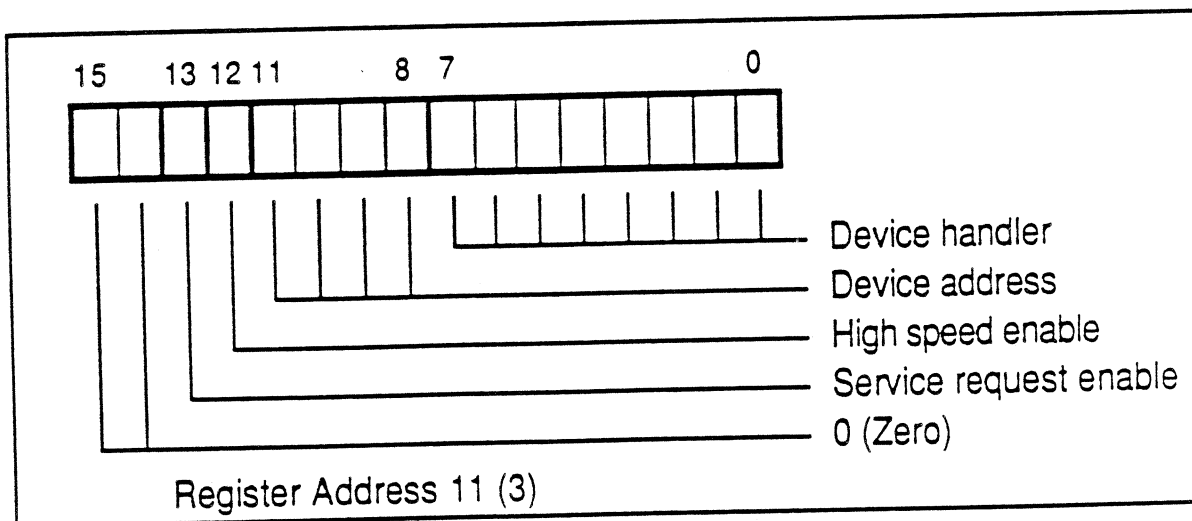 15 13 12 11 8 7 0
Device handler
Device address
High speed enable
Service request enable
0 (Zero)
Register Address 11 (3)